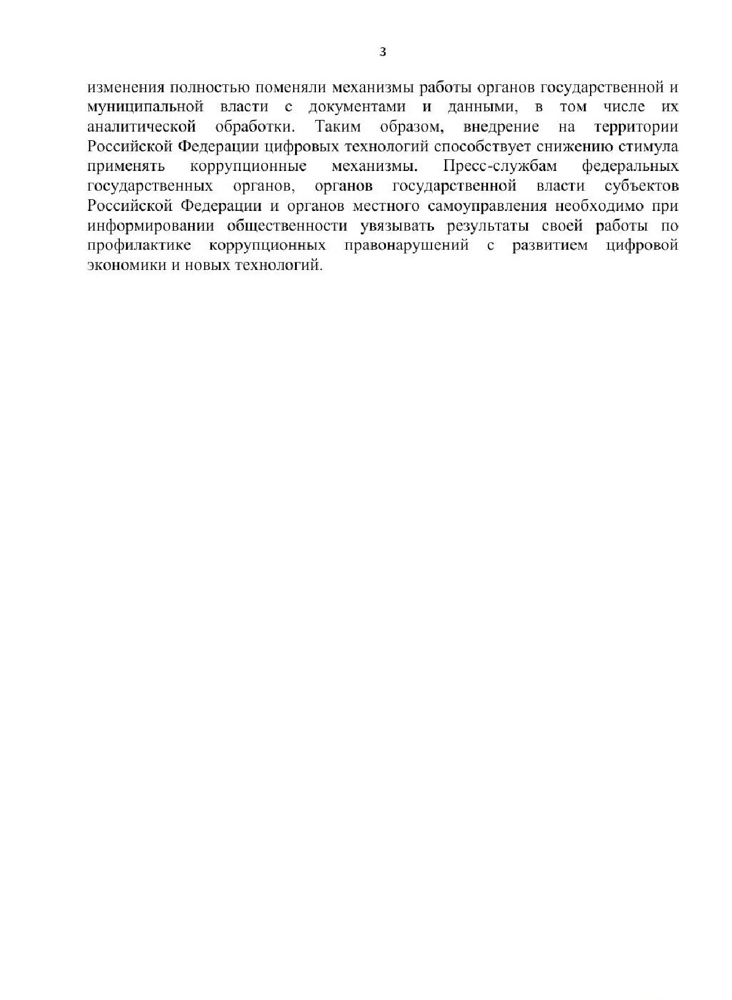 3
изменения полностью поменяли механизмы работы органов государственной и
муниципальной власти с документами и данными, в том числе их
аналитической обработки. Таким образом, внедрение на территории
Российской Федерации цифровых технологий способствует снижению стимула
применять коррупционные механизмы. Пресс-службам федеральных
государственных органов, органов государственной власти субъектов
Российской Федерации и органов местного самоуправления необходимо при
информировании общественности увязывать результаты своей работы по
профилактике коррупционных правонарушений с развитием цифровой
экономики и новых технологий.